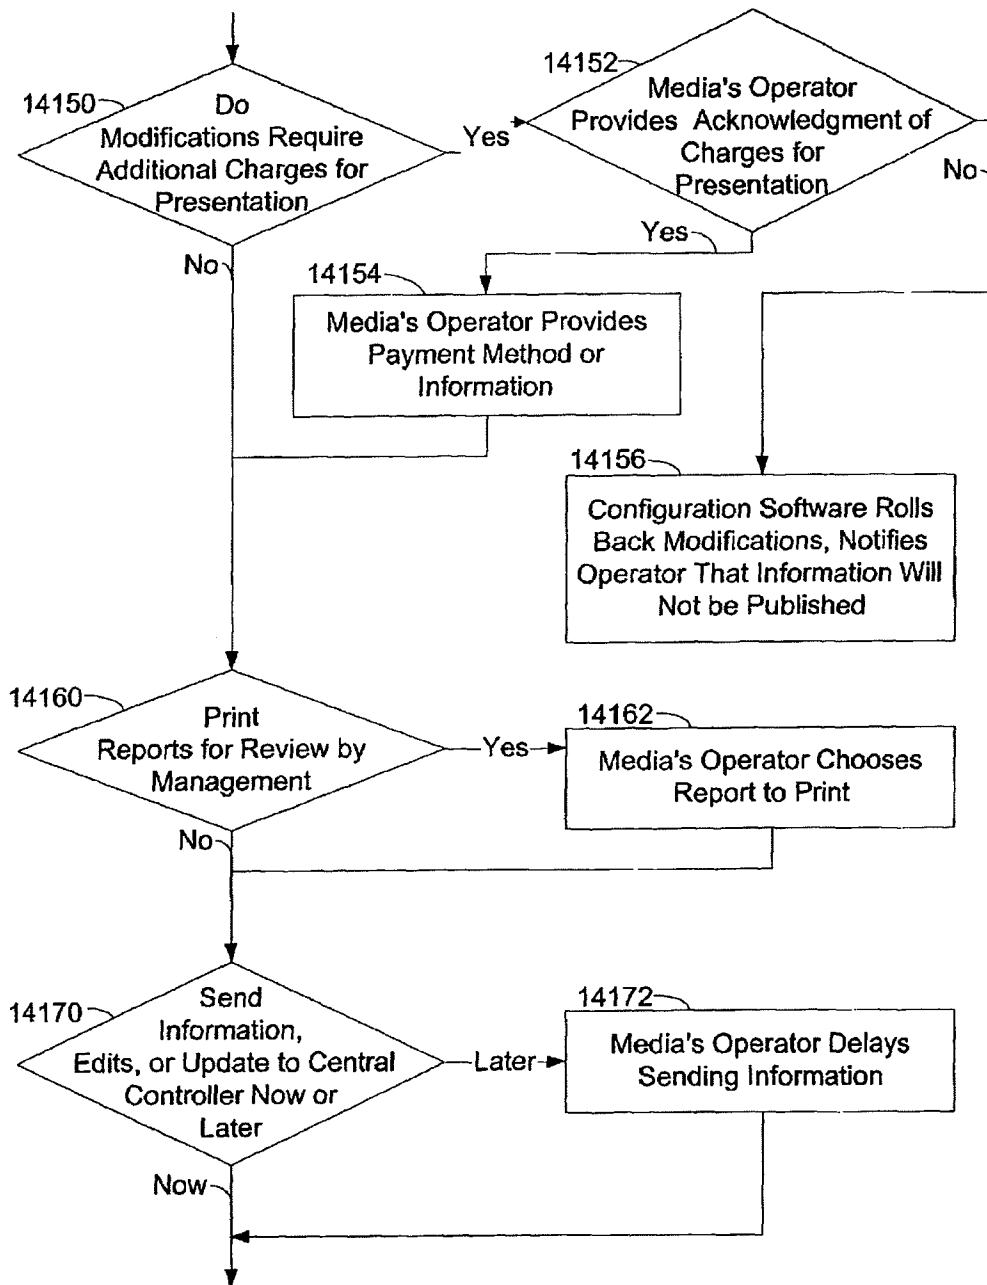 14150
Do
Modifications Require
Additional Charges for
Presentation
Yes
No
14152
Media's Operator
Provides Acknowledgment of
Charges for
Presentation
No
Yes
14154
Media's Operator Provides
Payment Method or
Information
14156
Configuration Software Rolls
Back Modifications, Notifies
Operator That Information Will
Not be Published
14160
Print
Reports for Review by
Management
Yes
No
14162
Media's Operator Chooses
Report to Print
14170
Send
Information,
Edits, or Update to Central
Controller Now or
Later
Later
Now
14172
Media's Operator Delays
Sending Information